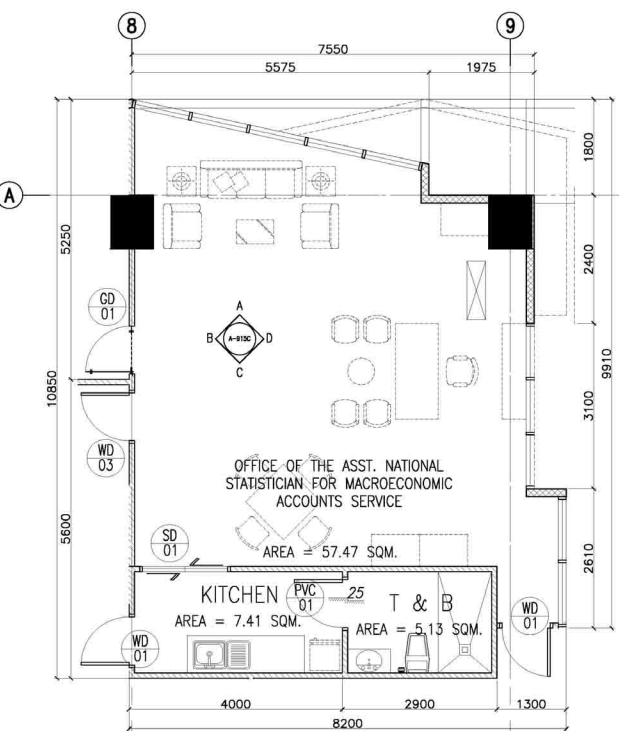 8
9
7550
5575
1975
A
1800
5250
2400
GD
01
A
B
A-915C
D
C
9910
10850
3100
WD
03
OFFICE OF THE ASST. NATIONAL
STATISTICIAN FOR MACROECONOMIC
ACCOUNTS SERVICE
5600
SD
01
AREA = 57.47 SQM.
2610
KITCHEN
PVC
01
25
T & B
AREA = 7.41 SQM.
AREA = 5.13 SQM.
WD
01
WD
01
4000
2900
1300
8200